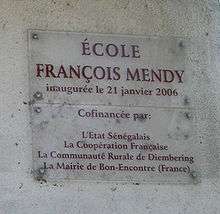 ÉCOLE
FRANÇOIS MENDY
inaugurée le 21 janvier 2006
Cofinancée par:
L'Etat Sénégalais
La Coopération Française
La Communauté Rurale de Diembering
La Mairie de Bon-Encontre (France)